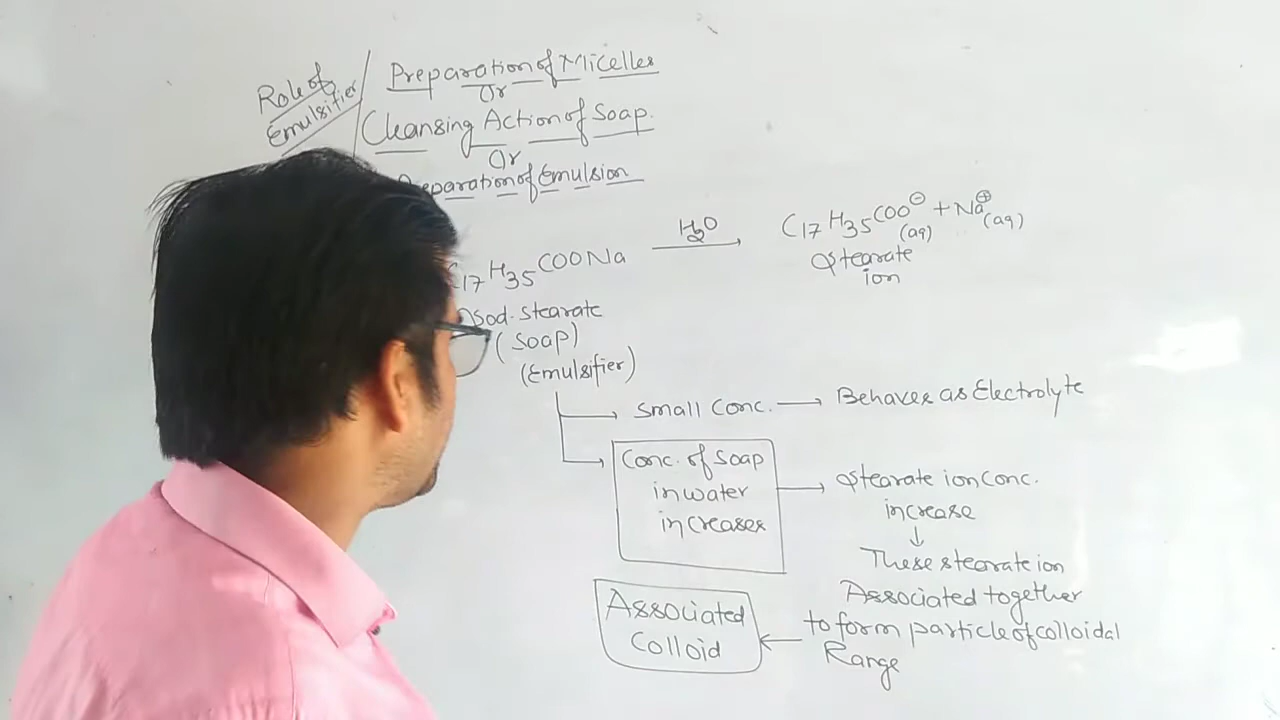 Role of
Emulsifier
Preparation of Micelles
Or
Cleansing Action of Soap.
Or
Preparation of Emulsion
C17H35COONa
H2O
C17H35COO⊖(aq) + Na⊕(aq)
Stearate
ion
sod. stearate
(Soap)
(Emulsifier)
Small Conc. → Behaves as Electrolyte
Conc. of Soap
in water
increases
→ Stearate ion Conc.
increase
↓
These stearate ion
Associated together
to form particle of colloidal
Range
Associated
Colloid